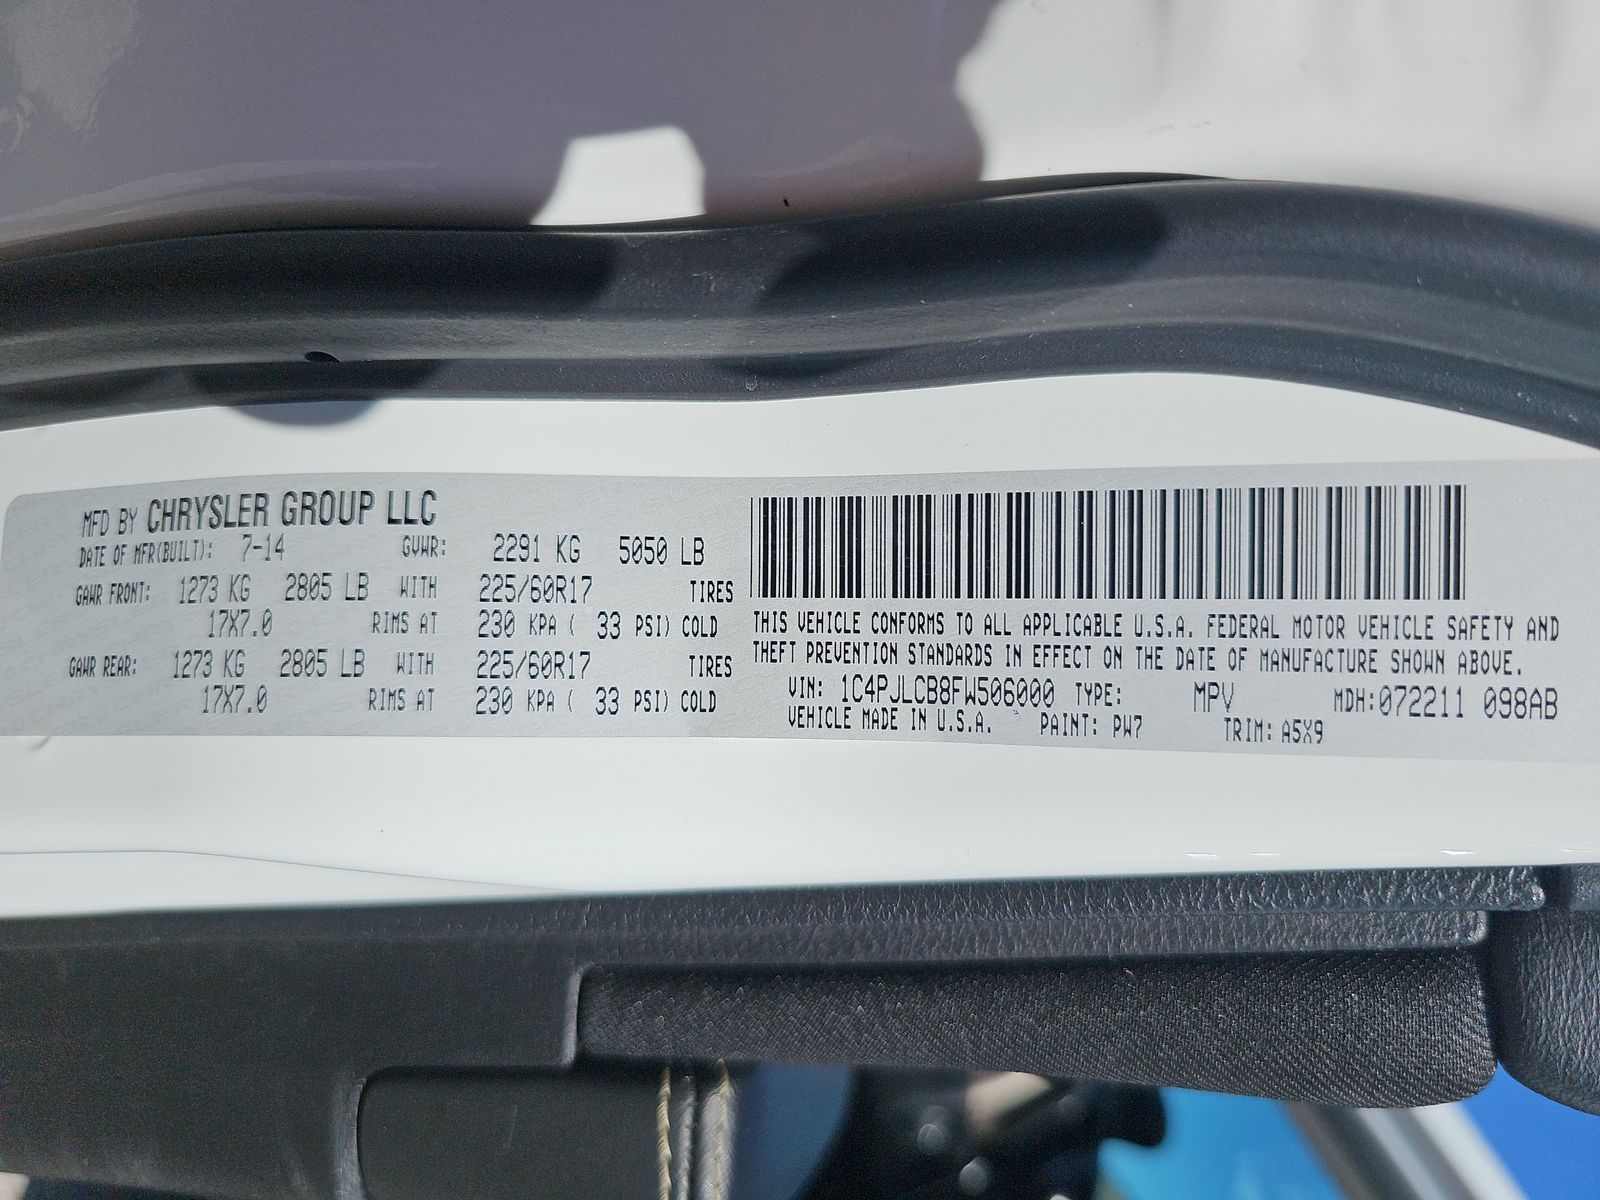 MFD BY CHRYSLER GROUP LLC
DATE OF MFR(BUILT): 7-14 GVWR: 2291 KG 5050 LB
GAWR FRONT: 1273 KG 2805 LB WITH 225/60R17 TIRES
17X7.0 RIMS AT 230 KPA ( 33 PSI) COLD
GAWR REAR: 1273 KG 2805 LB WITH 225/60R17 TIRES
17X7.0 RIMS AT 230 KPA ( 33 PSI) COLD
THIS VEHICLE CONFORMS TO ALL APPLICABLE U.S.A. FEDERAL MOTOR VEHICLE SAFETY AND
THEFT PREVENTION STANDARDS IN EFFECT ON THE DATE OF MANUFACTURE SHOWN ABOVE.
VIN: 1C4PJLCB8FW506000 TYPE: MPV MDH:072211 098AB
VEHICLE MADE IN U.S.A. PAINT: PW7 TRIM: A5X9